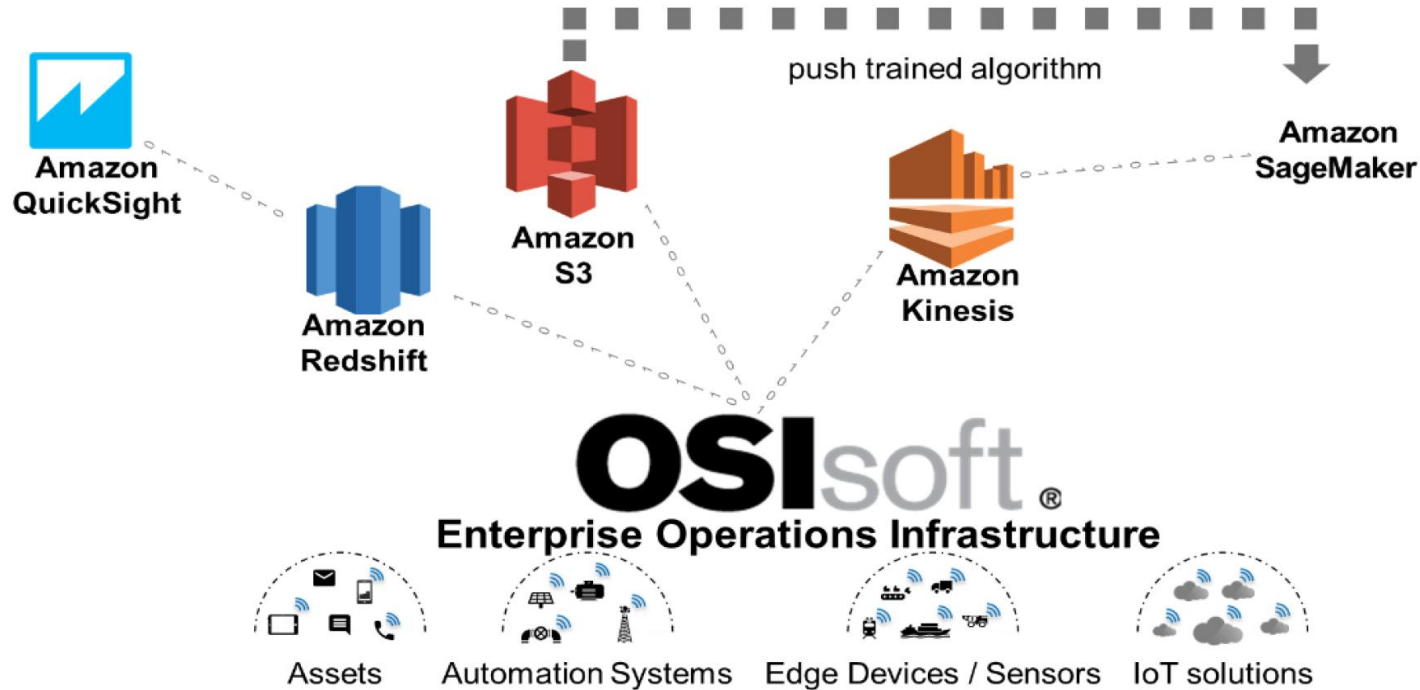 push trained algorithm
Amazon
QuickSight
Amazon
Redshift
Amazon
S3
Amazon
Kinesis
Amazon
SageMaker
OSIsoft®
Enterprise Operations Infrastructure
Assets
Automation Systems
Edge Devices / Sensors
IoT solutions